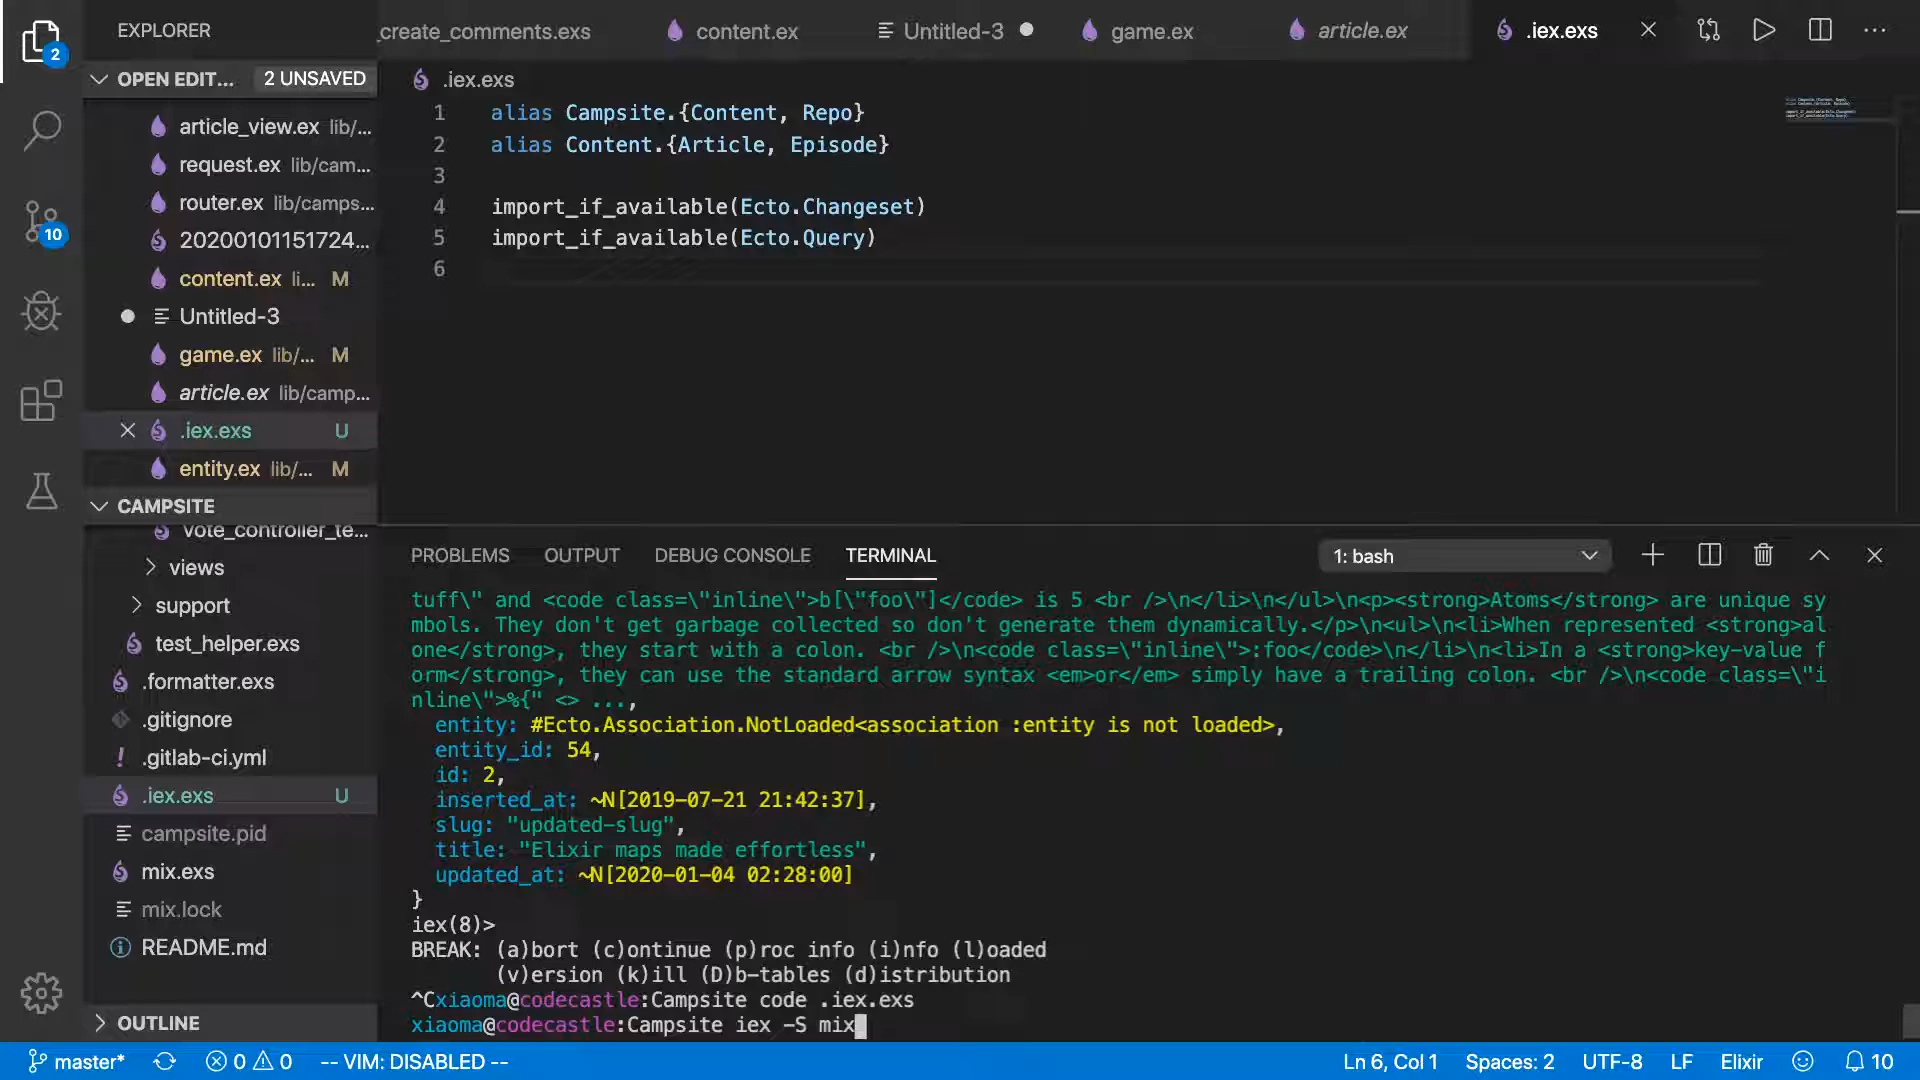 EXPLORER
_create_comments.exs
content.ex
Untitled-3
game.ex
article.ex
.iex.exs
OPEN EDIT...
2 UNSAVED
article_view.ex lib/...
request.ex lib/cam...
router.ex lib/camps...
20200101151724...
content.ex li... M
Untitled-3
game.ex lib/... M
article.ex lib/camp...
.iex.exs U
entity.ex lib/... M
CAMPSITE
vote_controller_te...
views
support
test_helper.exs
.formatter.exs
.gitignore
.gitlab-ci.yml
.iex.exs U
campsite.pid
mix.exs
mix.lock
README.md
OUTLINE
2
10
.iex.exs
1 alias Campsite.{Content, Repo}
2 alias Content.{Article, Episode}
3
4 import_if_available(Ecto.Changeset)
5 import_if_available(Ecto.Query)
6
PROBLEMS OUTPUT DEBUG CONSOLE TERMINAL
1: bash
tuff\" and <code class=\"inline\">b[\"foo\"]</code> is 5 <br />\n</li>\n</ul>\n<p><strong>Atoms</strong> are unique sy
mbols. They don't get garbage collected so don't generate them dynamically.</p>\n<ul>\n<li>When represented <strong>al
one</strong>, they start with a colon. <br />\n<code class=\"inline\">:foo</code>\n</li>\n<li>In a <strong>key-value f
orm</strong>, they can use the standard arrow syntax <em>or</em> simply have a trailing colon. <br />\n<code class=\"i
nline\">%{" <> ...,
entity: #Ecto.Association.NotLoaded<association :entity is not loaded>,
entity_id: 54,
id: 2,
inserted_at: ~N[2019-07-21 21:42:37],
slug: "updated-slug",
title: "Elixir maps made effortless",
updated_at: ~N[2020-01-04 02:28:00]
}
iex(8)>
BREAK: (a)bort (c)ontinue (p)roc info (i)nfo (l)oaded
(v)ersion (k)ill (D)b-tables (d)istribution
^Cxiaoma@codecastle:Campsite code .iex.exs
xiaoma@codecastle:Campsite iex -S mix
master* 0 0 -- VIM: DISABLED --
Ln 6, Col 1 Spaces: 2 UTF-8 LF Elixir 10